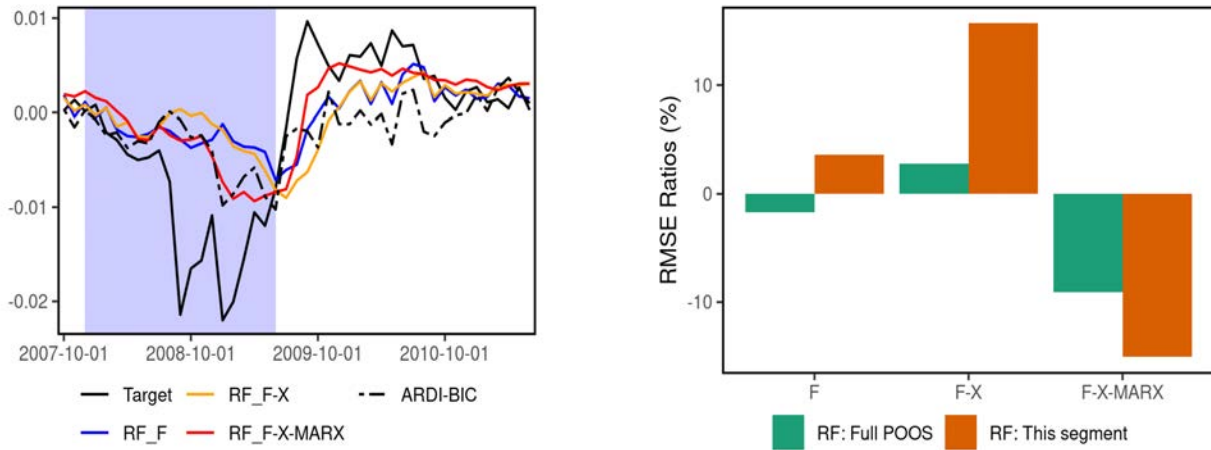 0.01
0.00
-0.01
-0.02
2007-10-01 2008-10-01 2009-10-01 2010-10-01
Target RF_F-X ARDI-BIC
RF_F RF_F-X-MARX
RMSE Ratios (%)
10
0
-10
F F-X F-X-MARX
RF: Full POOS RF: This segment